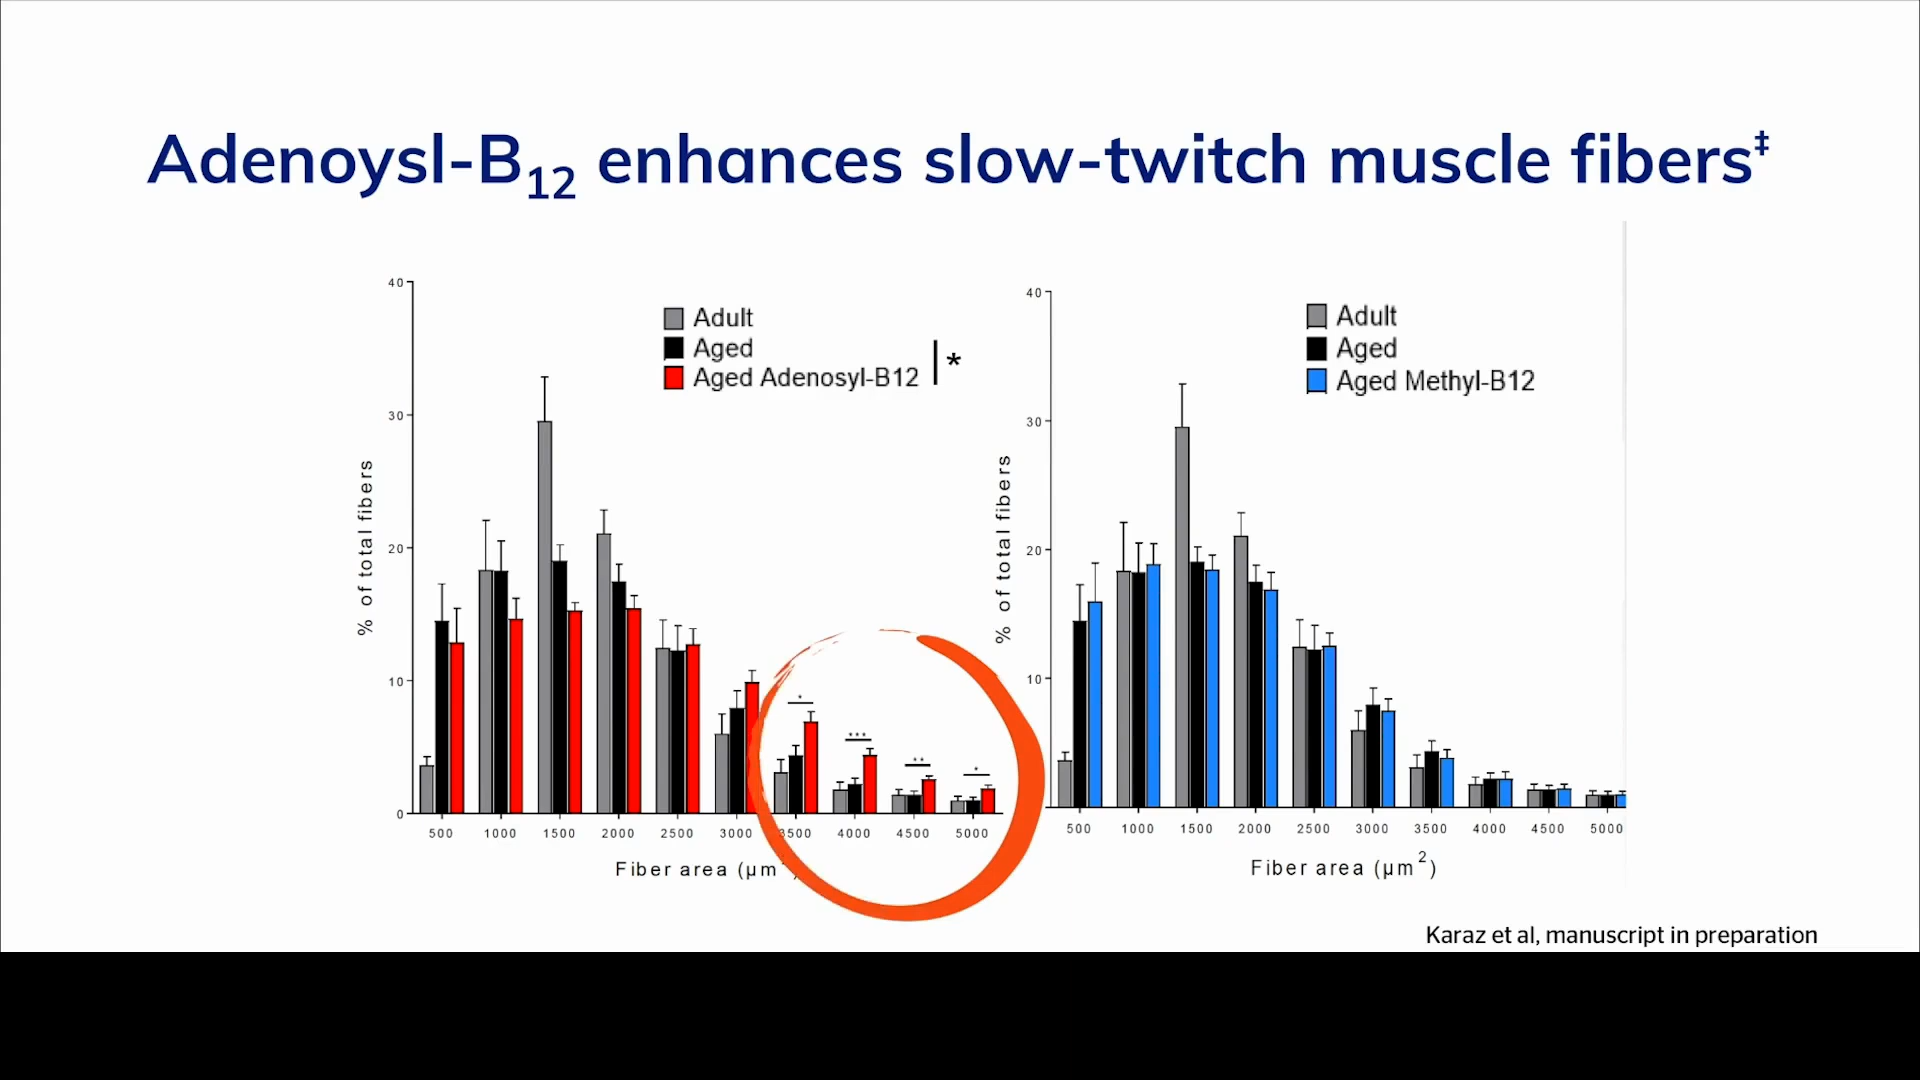 Adenoysl-B12 enhances slow-twitch muscle fibers‡
40
30
20
10
0
% of total fibers
Adult
Aged
Aged Adenosyl-B12
*
*
***
**
*
500 1000 1500 2000 2500 3000 3500 4000 4500 5000
Fiber area (µm
40
30
20
10
% of total fibers
Adult
Aged
Aged Methyl-B12
500 1000 1500 2000 2500 3000 3500 4000 4500 5000
Fiber area (µm2)
Karaz et al, manuscript in preparation